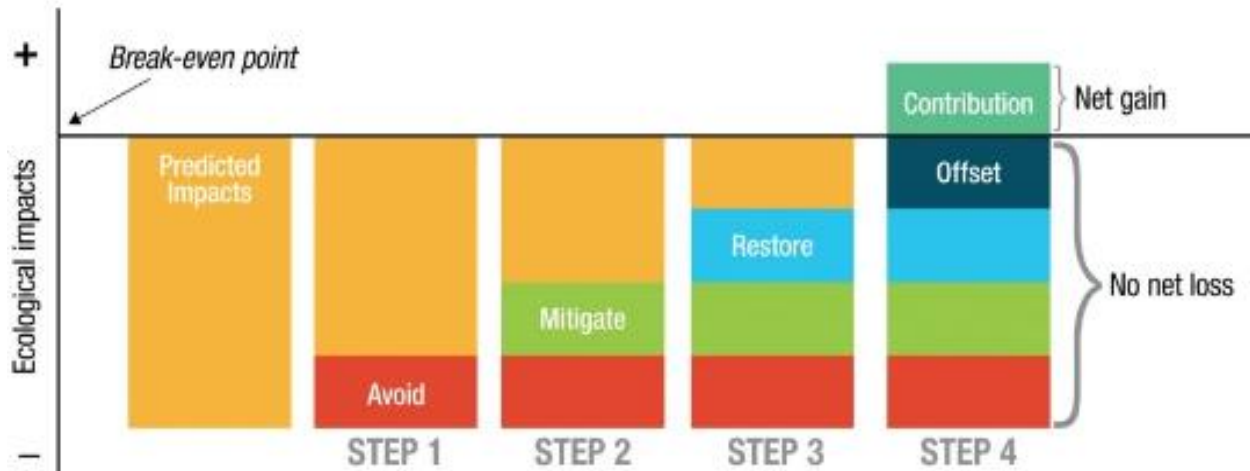 +
Break-even point
Contribution
Net gain
Ecological impacts
Predicted
Impacts
Offset
Restore
No net loss
Mitigate
Avoid
–
STEP 1
STEP 2
STEP 3
STEP 4